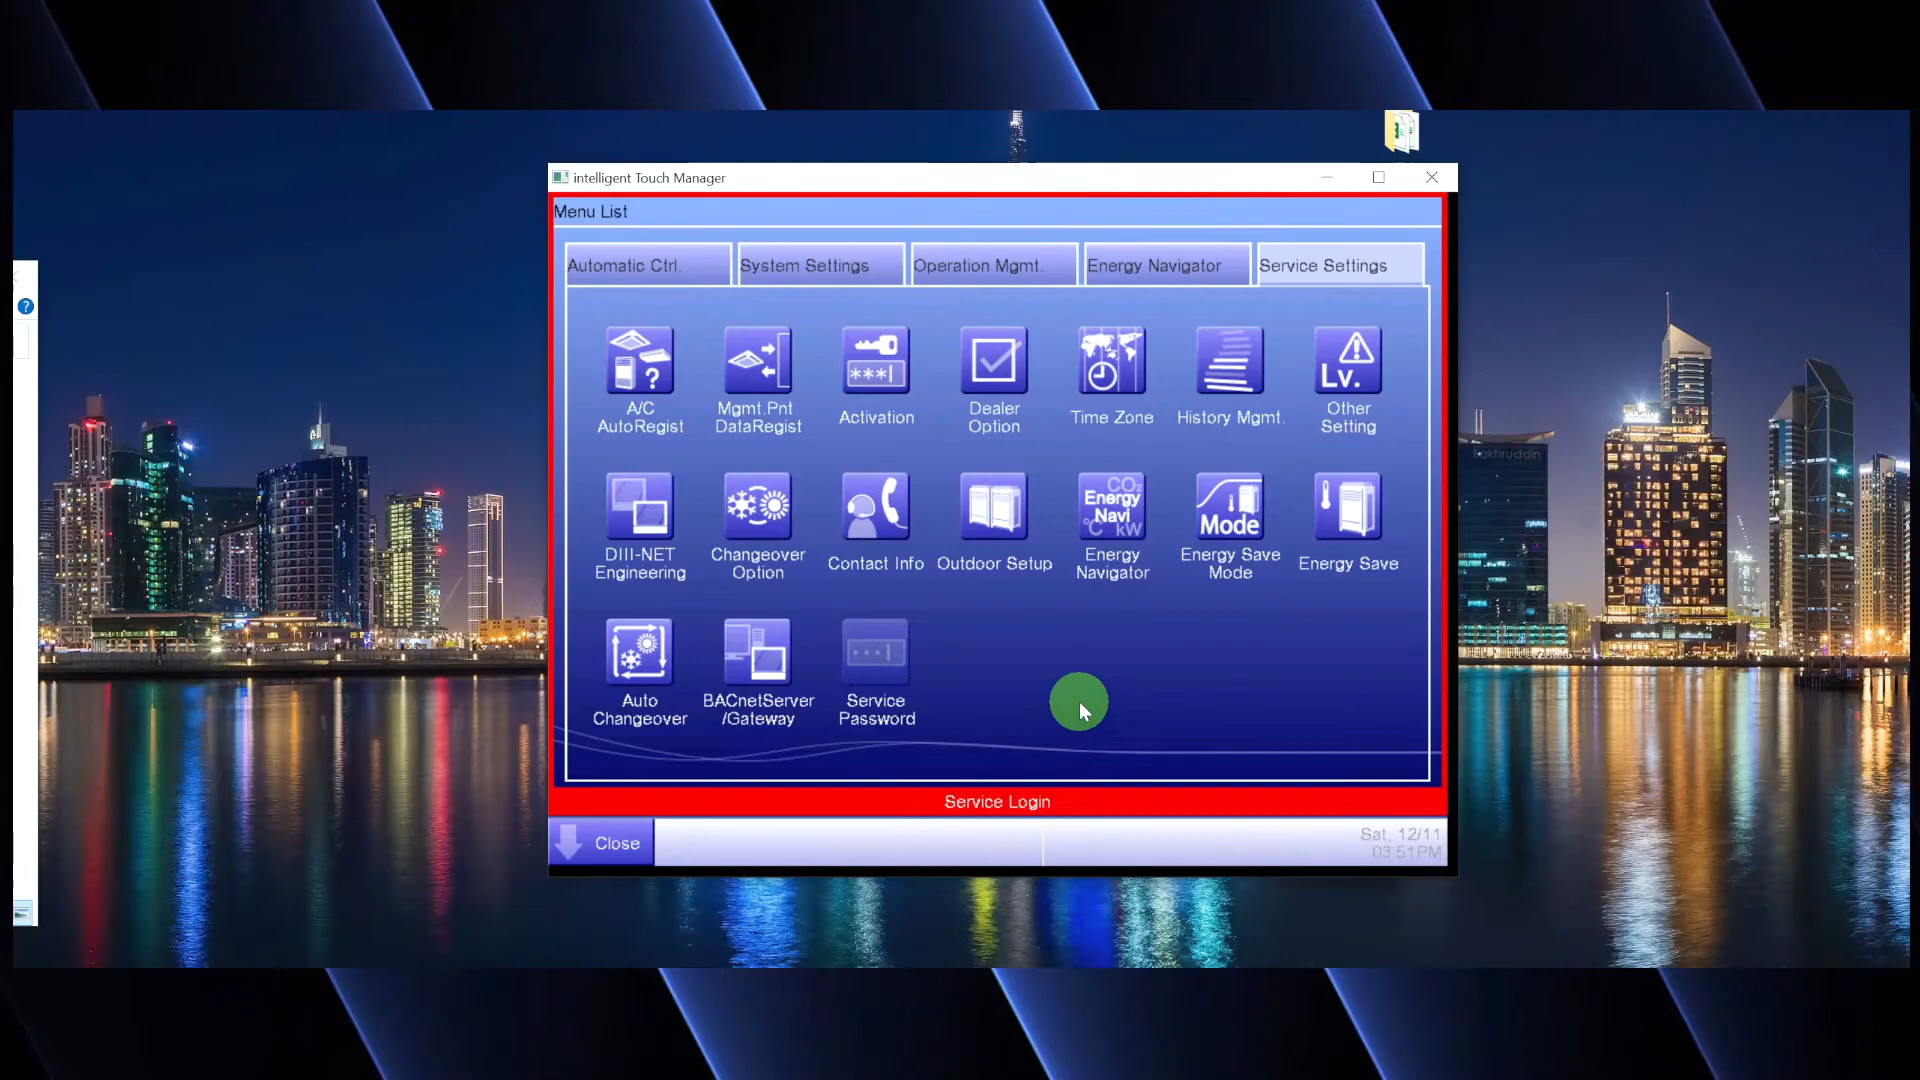 intelligent Touch Manager
Menu List
Automatic Ctrl.
System Settings
Operation Mgmt.
Energy Navigator
Service Settings
***
Lv.
A/C
AutoRegist
Mgmt.Pnt
DataRegist
Activation
Dealer
Option
Time Zone
History Mgmt.
Other
Setting
CO2
Energy
Navi
°C kW
Mode
DIII-NET
Engineering
Changeover
Option
Contact Info
Outdoor Setup
Energy
Navigator
Energy Save
Mode
Energy Save
Auto
Changeover
BACnetServer
/Gateway
Service
Password
Service Login
Close
Sat, 12/11
03:51PM
Fakhruddin
?